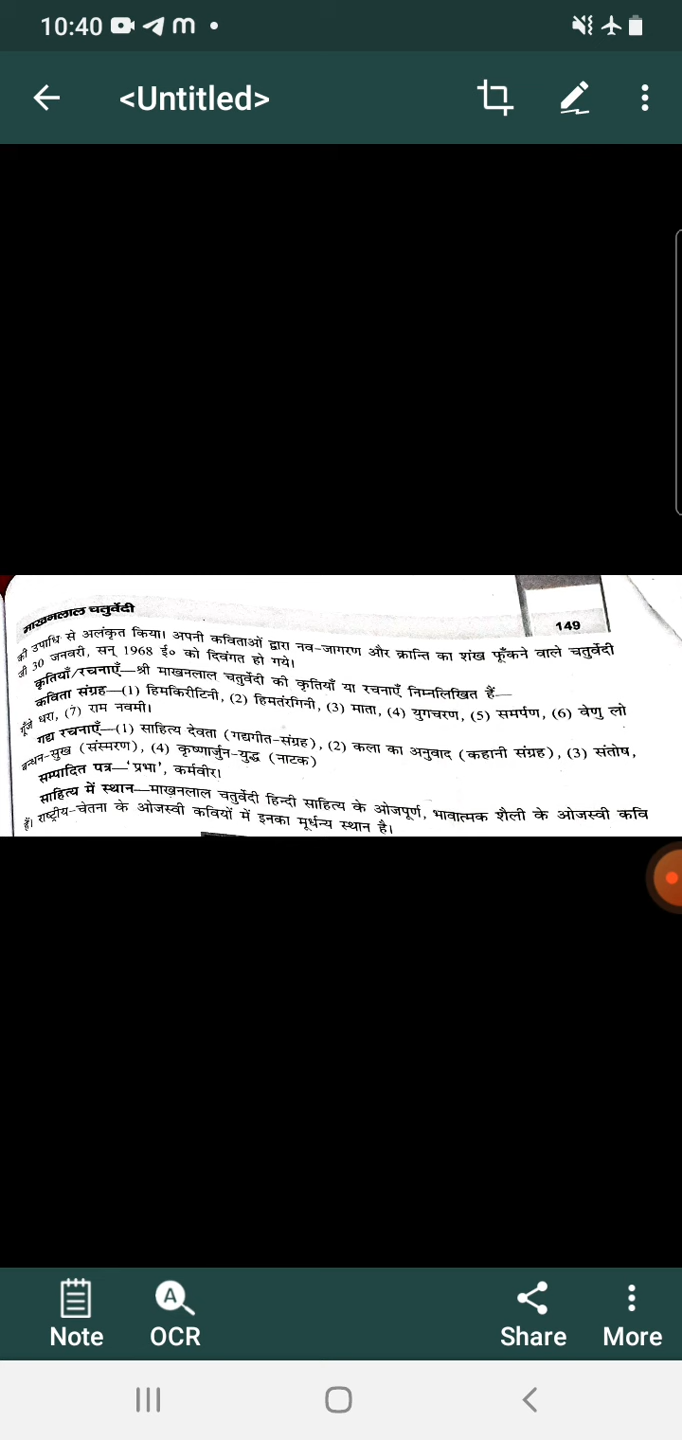 10:40
<Untitled>
माखनलाल चतुर्वेदी
149
की उपाधि से अलंकृत किया। अपनी कविताओं द्वारा नव-जागरण और क्रान्ति का शंख फूँकने वाले चतुर्वेदी
जी 30 जनवरी, सन् 1968 ई० को दिवंगत हो गये।
कृतियाँ/रचनाएँ—श्री माखनलाल चतुर्वेदी की कृतियाँ या रचनाएँ निम्नलिखित हैं—
कविता संग्रह—(1) हिमकिरीटिनी, (2) हिमतरंगिनी, (3) माता, (4) युगचरण, (5) समर्पण, (6) वेणु लो
गूँजे धरा, (7) राम नवमी।
गद्य रचनाएँ—(1) साहित्य देवता (गद्यगीत-संग्रह), (2) कला का अनुवाद (कहानी संग्रह), (3) संतोष,
बन्धन-सुख (संस्मरण), (4) कृष्णार्जुन-युद्ध (नाटक)
सम्पादित पत्र—'प्रभा', कर्मवीर।
साहित्य में स्थान—माखनलाल चतुर्वेदी हिन्दी साहित्य के ओजपूर्ण, भावात्मक शैली के ओजस्वी कवि
हैं। राष्ट्रीय-चेतना के ओजस्वी कवियों में इनका मूर्धन्य स्थान है।
Note OCR Share More